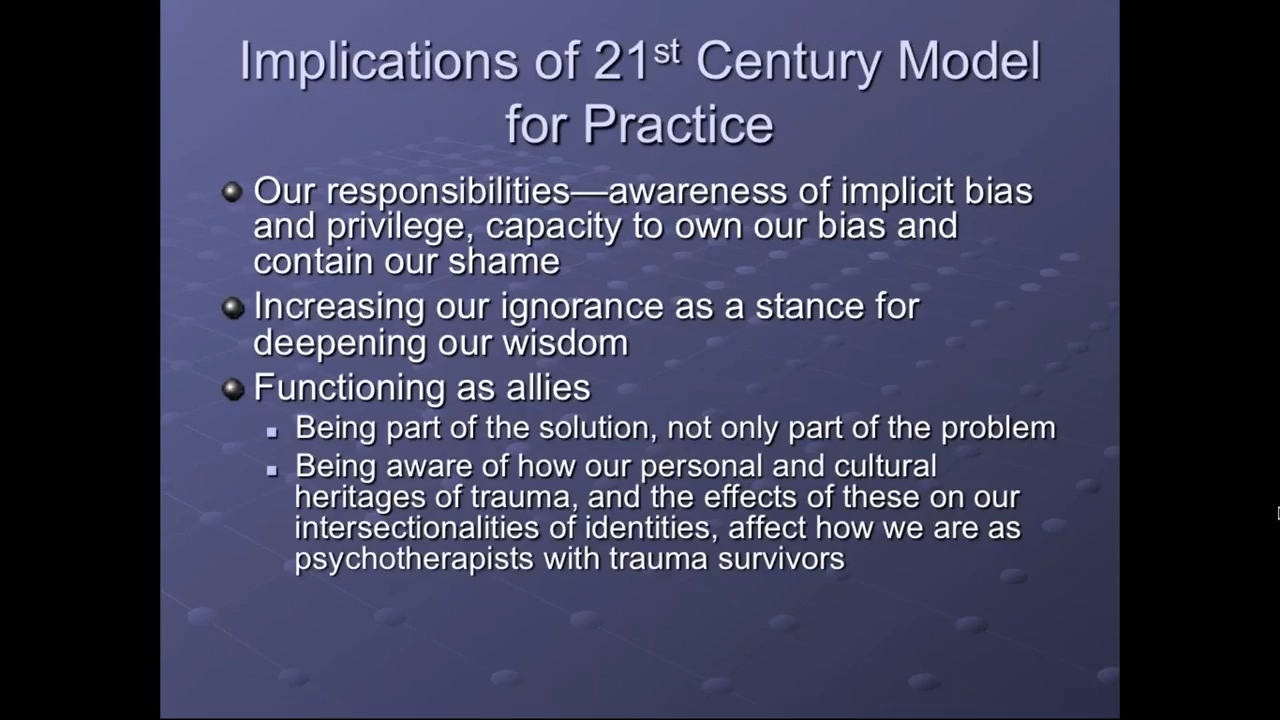 Implications of 21st Century Model
for Practice
Our responsibilities—awareness of implicit bias
and privilege, capacity to own our bias and
contain our shame
Increasing our ignorance as a stance for
deepening our wisdom
Functioning as allies
Being part of the solution, not only part of the problem
Being aware of how our personal and cultural
heritages of trauma, and the effects of these on our
intersectionalities of identities, affect how we are as
psychotherapists with trauma survivors